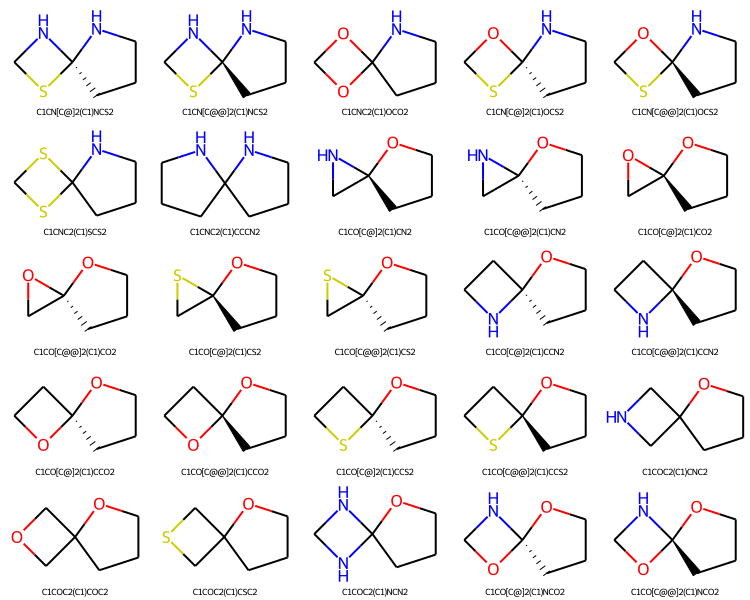 H
N
H
N
S
C1CN[C@]2(C1)NCS2
H
N
H
N
S
C1CN[C@@]2(C1)NCS2
O
H
N
O
C1CNC2(C1)OCO2
O
H
N
S
C1CN[C@]2(C1)OCS2
O
H
N
S
C1CN[C@@]2(C1)OCS2
S
H
N
S
C1CNC2(C1)SCS2
H
N
H
N
C1CNC2(C1)CCCN2
HN
O
C1CO[C@]2(C1)CN2
HN
O
C1CO[C@@]2(C1)CN2
O
O
C1CO[C@]2(C1)CO2
O
O
C1CO[C@@]2(C1)CO2
S
O
C1CO[C@]2(C1)CS2
S
O
C1CO[C@@]2(C1)CS2
O
N
H
C1CO[C@]2(C1)CCN2
O
N
H
C1CO[C@@]2(C1)CCN2
O
O
C1CO[C@]2(C1)CCO2
O
O
C1CO[C@@]2(C1)CCO2
O
S
C1CO[C@]2(C1)CCS2
O
S
C1CO[C@@]2(C1)CCS2
HN
O
C1COC2(C1)CNC2
O
O
C1COC2(C1)COC2
S
O
C1COC2(C1)CSC2
H
N
O
N
H
C1COC2(C1)NCN2
H
N
O
O
C1CO[C@]2(C1)NCO2
H
N
O
O
C1CO[C@@]2(C1)NCO2